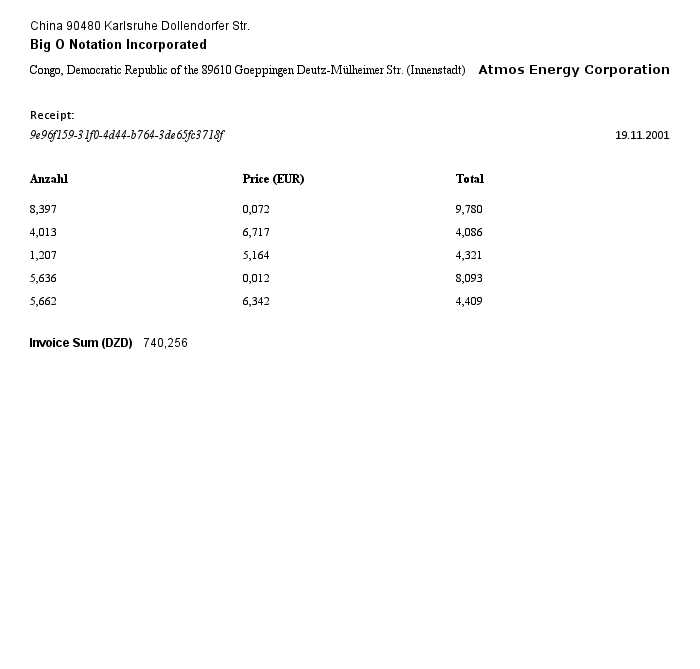 China 90480 Karlsruhe Dollendorfer Str.
Big O Notation Incorporated
Congo, Democratic Republic of the 89610 Goeppingen Deutz-Mülheimer Str. (Innenstadt) Atmos Energy Corporation
Receipt:
9e96f159-31f0-4d44-b764-3de65fc3718f 19.11.2001
Anzahl Price (EUR) Total
8,397 0,072 9,780
4,013 6,717 4,086
1,207 5,164 4,321
5,636 0,012 8,093
5,662 6,342 4,409
Invoice Sum (DZD) 740,256